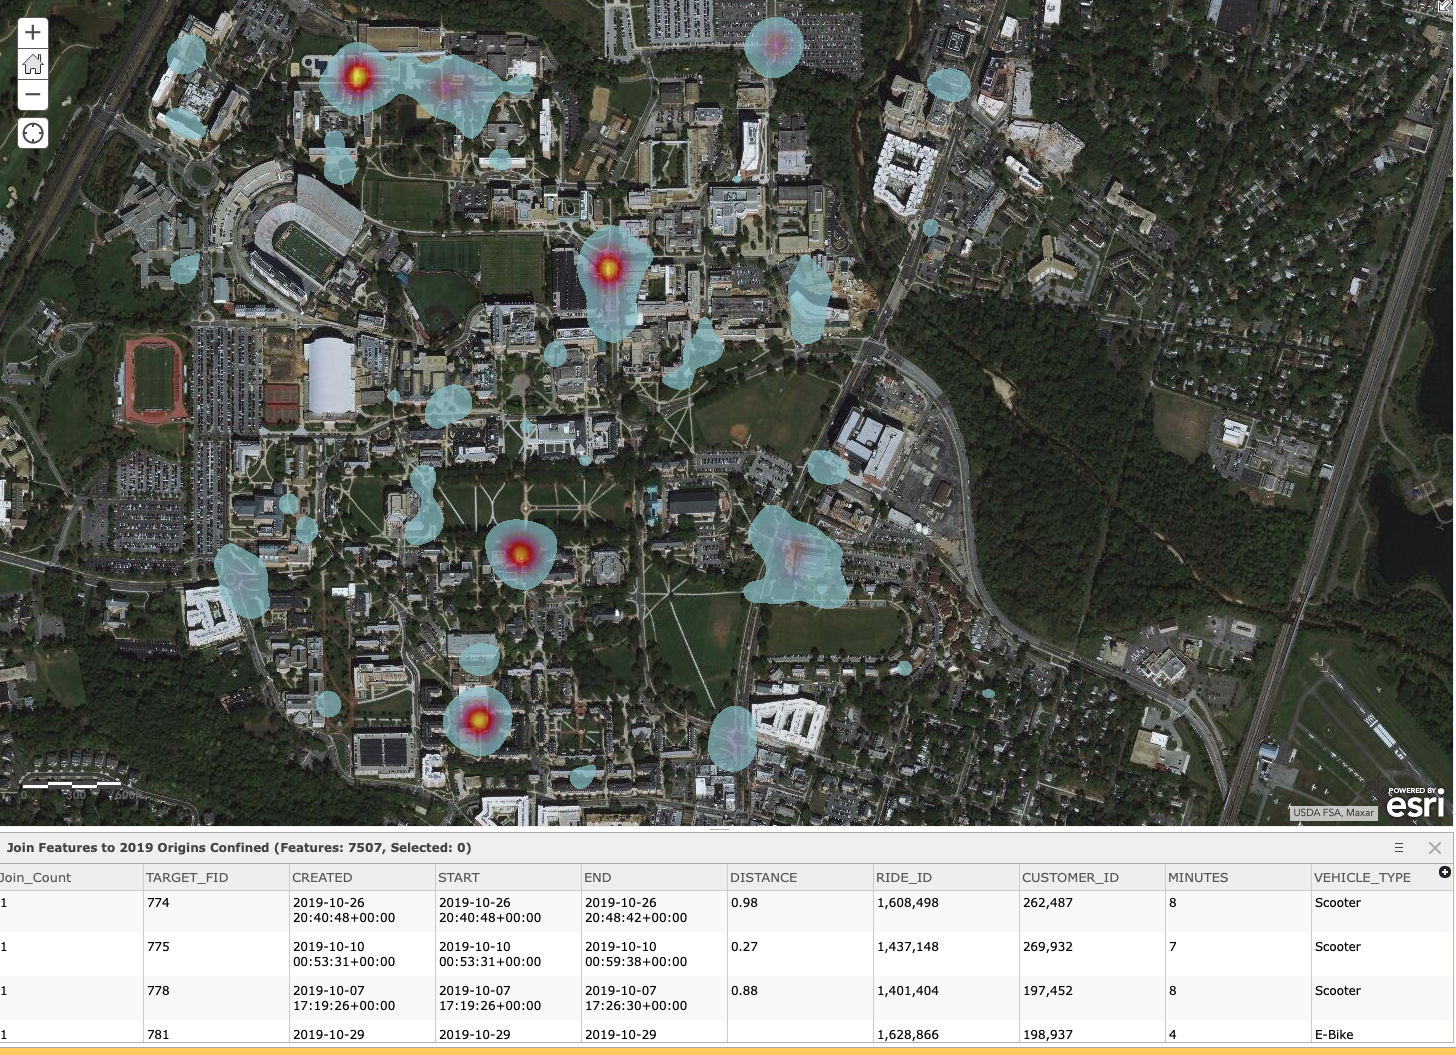 +
−
0 300 600
USDA FSA, Maxar
POWERED BY
esri
Join Features to 2019 Origins Confined (Features: 7507, Selected: 0)
Join_Count TARGET_FID CREATED START END DISTANCE RIDE_ID CUSTOMER_ID MINUTES VEHICLE_TYPE
1 774 2019-10-26 2019-10-26 2019-10-26 0.98 1,608,498 262,487 8 Scooter
20:40:48+00:00 20:40:48+00:00 20:48:42+00:00
1 775 2019-10-10 2019-10-10 2019-10-10 0.27 1,437,148 269,932 7 Scooter
00:53:31+00:00 00:53:31+00:00 00:59:38+00:00
1 778 2019-10-07 2019-10-07 2019-10-07 0.88 1,401,404 197,452 8 Scooter
17:19:26+00:00 17:19:26+00:00 17:26:30+00:00
1 781 2019-10-29 2019-10-29 2019-10-29 1,628,866 198,937 4 E-Bike